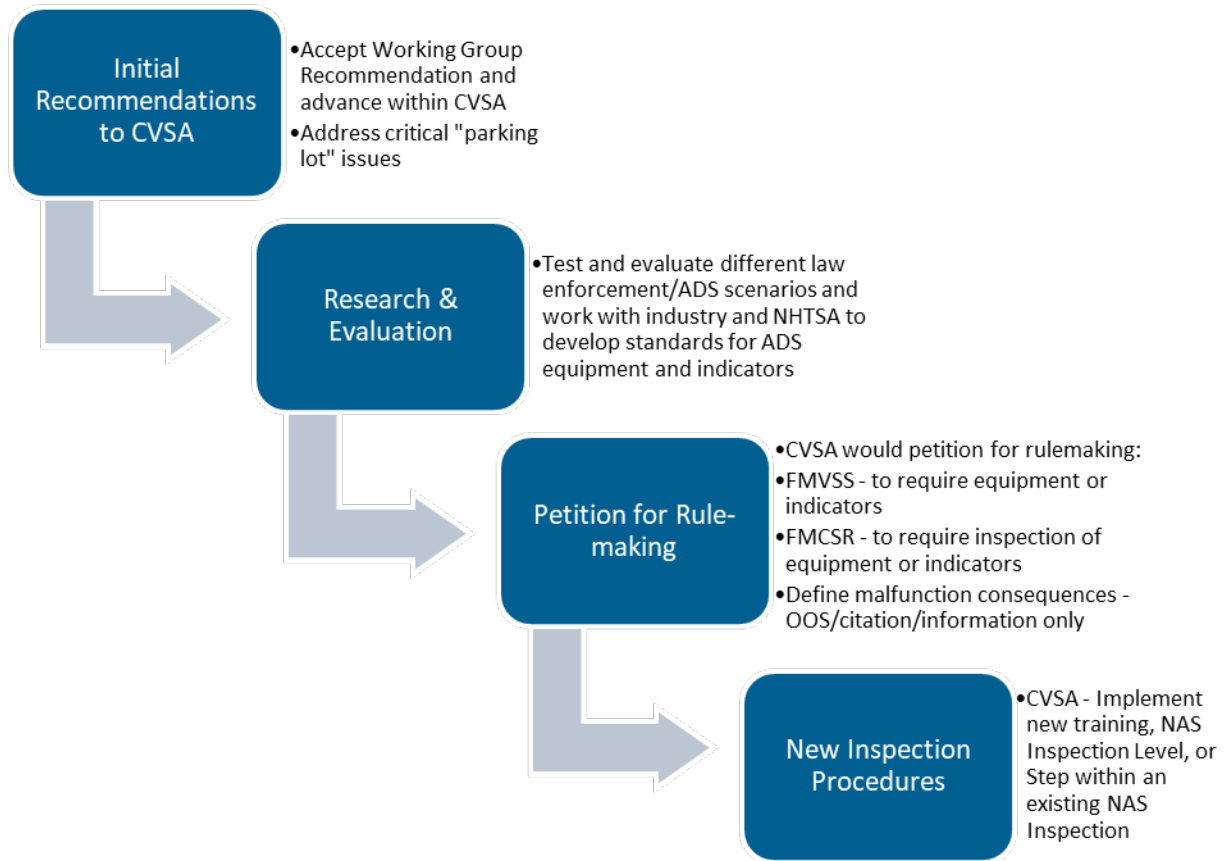 Initial
Recommendations
to CVSA
•Accept Working Group
Recommendation and
advance within CVSA
•Address critical "parking
lot" issues
Research &
Evaluation
•Test and evaluate different law
enforcement/ADS scenarios and
work with industry and NHTSA to
develop standards for ADS
equipment and indicators
Petition for Rule-
making
•CVSA would petition for rulemaking:
•FMVSS - to require equipment or
indicators
•FMCSR - to require inspection of
equipment or indicators
•Define malfunction consequences -
OOS/citation/information only
New Inspection
Procedures
•CVSA - Implement
new training, NAS
Inspection Level, or
Step within an
existing NAS
Inspection